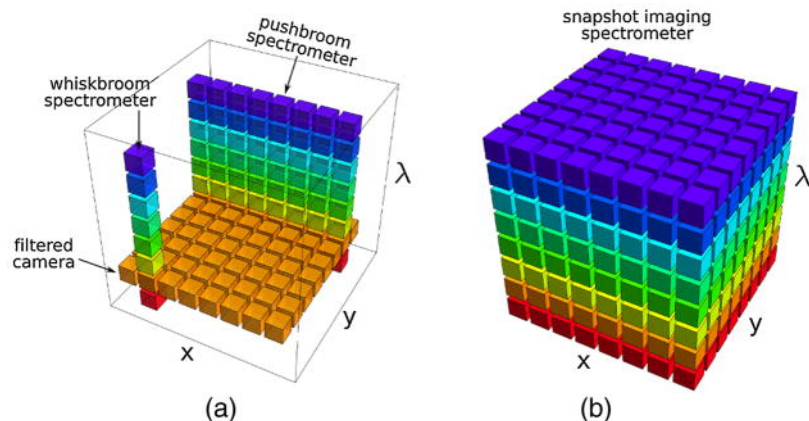 pushbroom
spectrometer
whiskbroom
spectrometer
filtered
camera
λ
y
x
(a)
snapshot imaging
spectrometer
λ
y
x
(b)